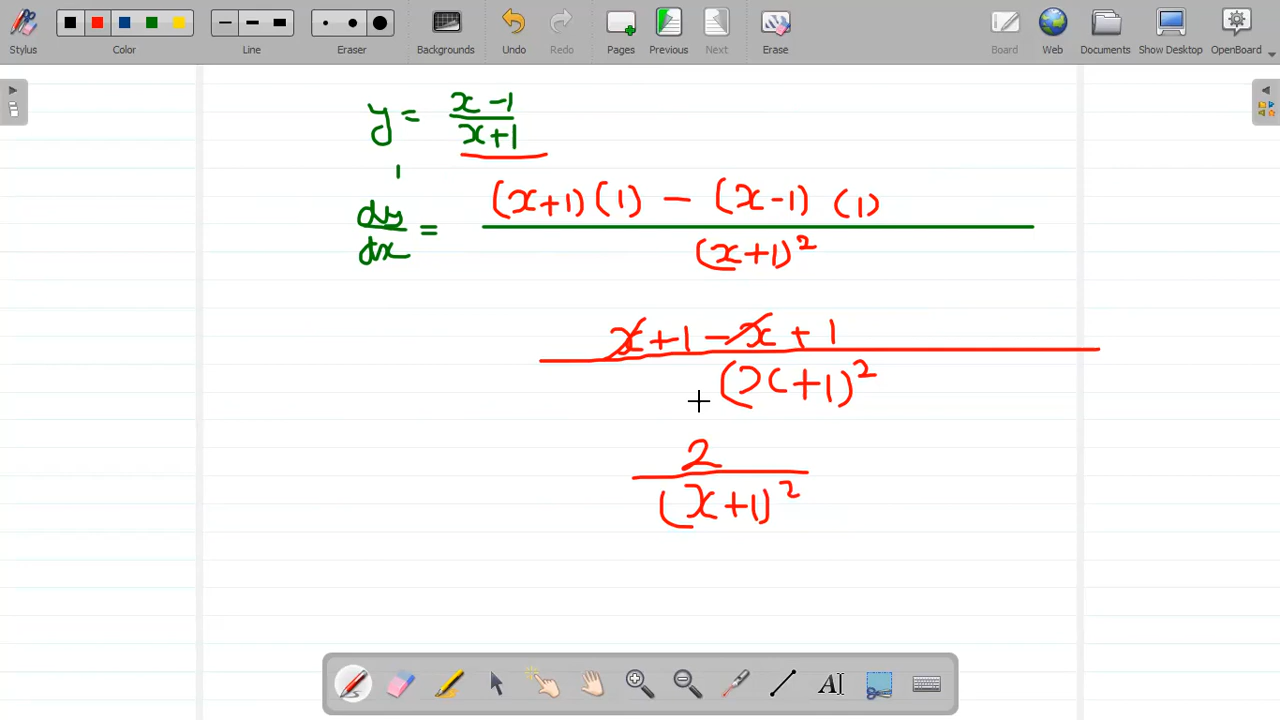 Stylus Color Line Eraser Backgrounds Undo Redo Pages Previous Next Erase Board Web Documents Show Desktop OpenBoard
y = x-1
x+1
(x+1)(1) - (x-1) (1)
dy/dx =
(x+1)²
x+1-x+1
(x+1)²
2
(x+1)²